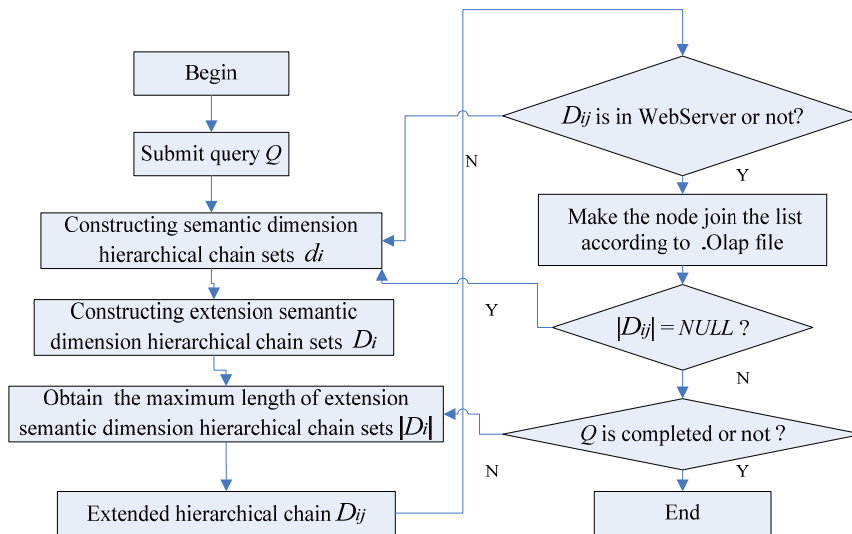 Begin
Submit query Q
Constructing semantic dimension
hierarchical chain sets di
Constructing extension semantic
dimension hierarchical chain sets Di
Obtain the maximum length of extension
semantic dimension hierarchical chain sets |Di|
Extended hierarchical chain Dij
Dij is in WebServer or not?
N
Y
Make the node join the list
according to .Olap file
|Dij| = NULL ?
Y
N
Q is completed or not ?
N
Y
End